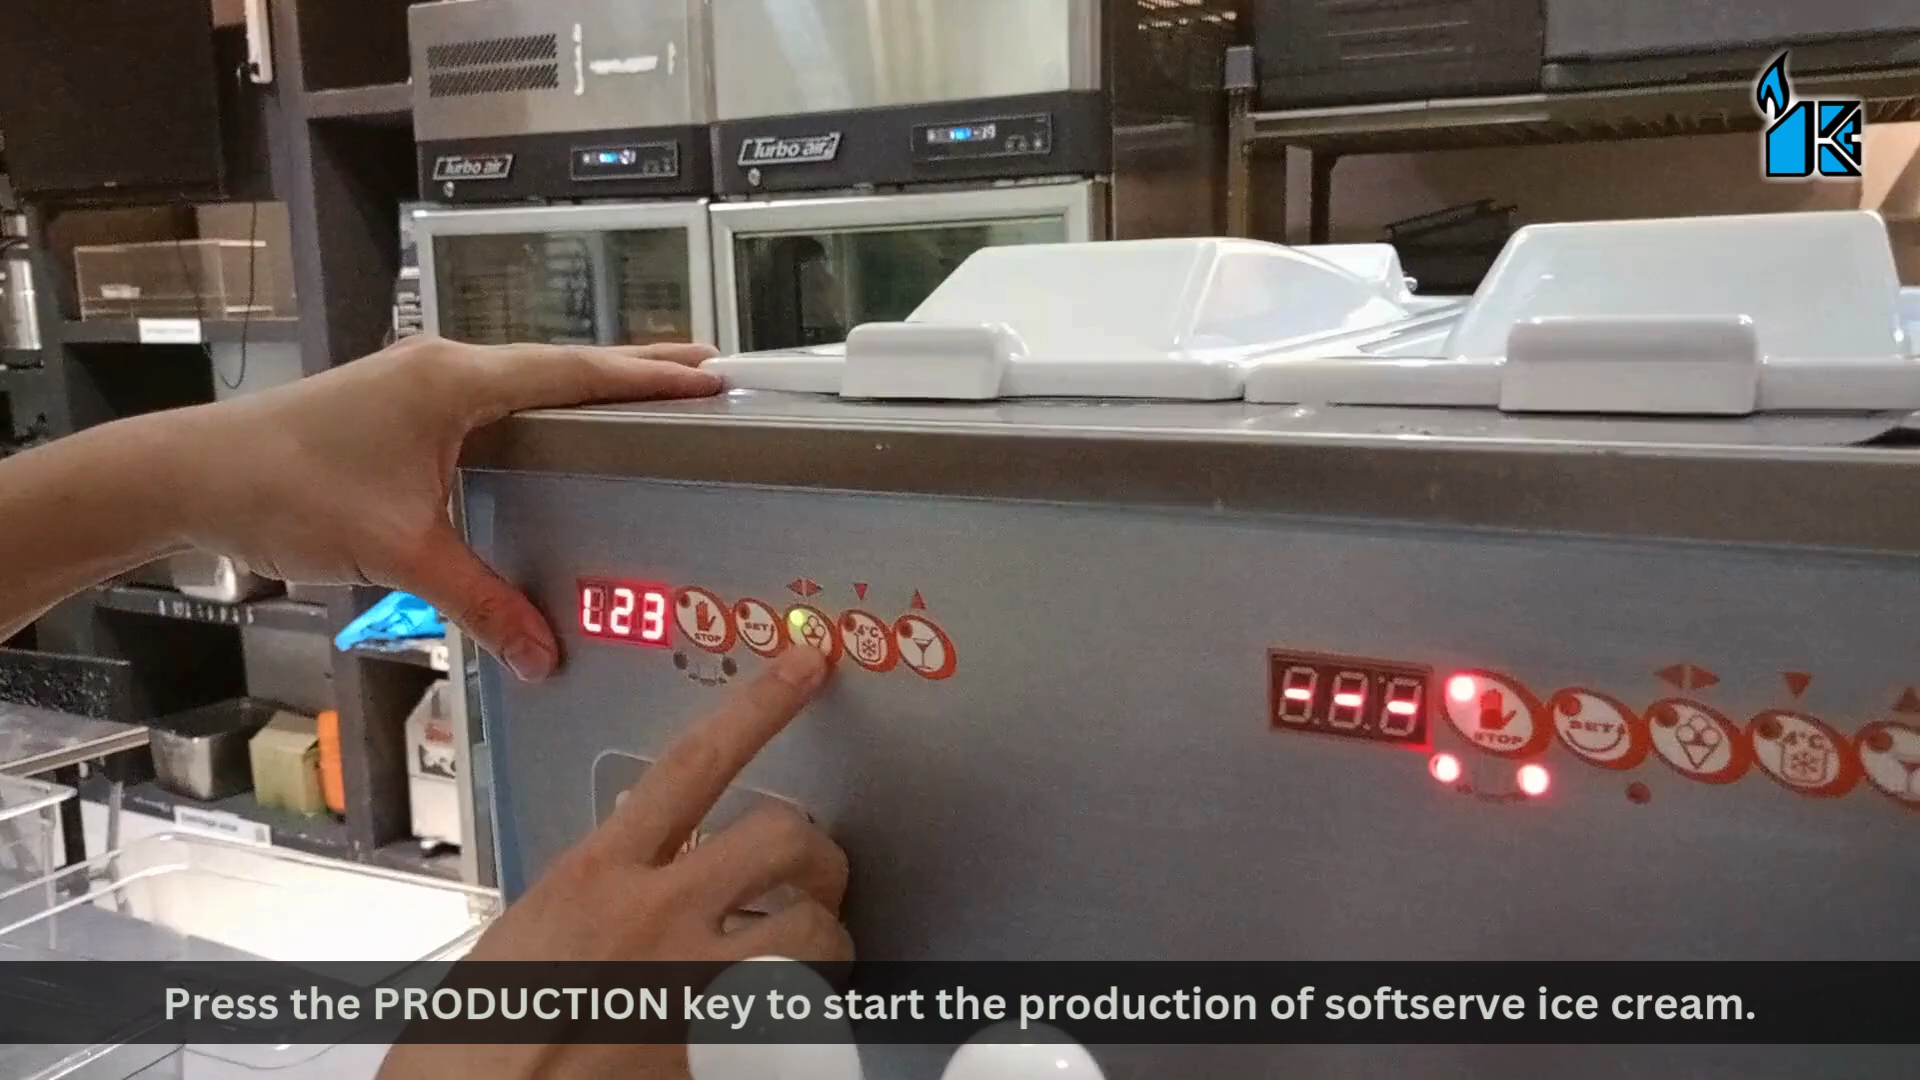 Turbo air
Turbo air
-19
L23
STOP
SET
4°C
---
STOP
SET
4°C
K
Press the PRODUCTION key to start the production of softserve ice cream.